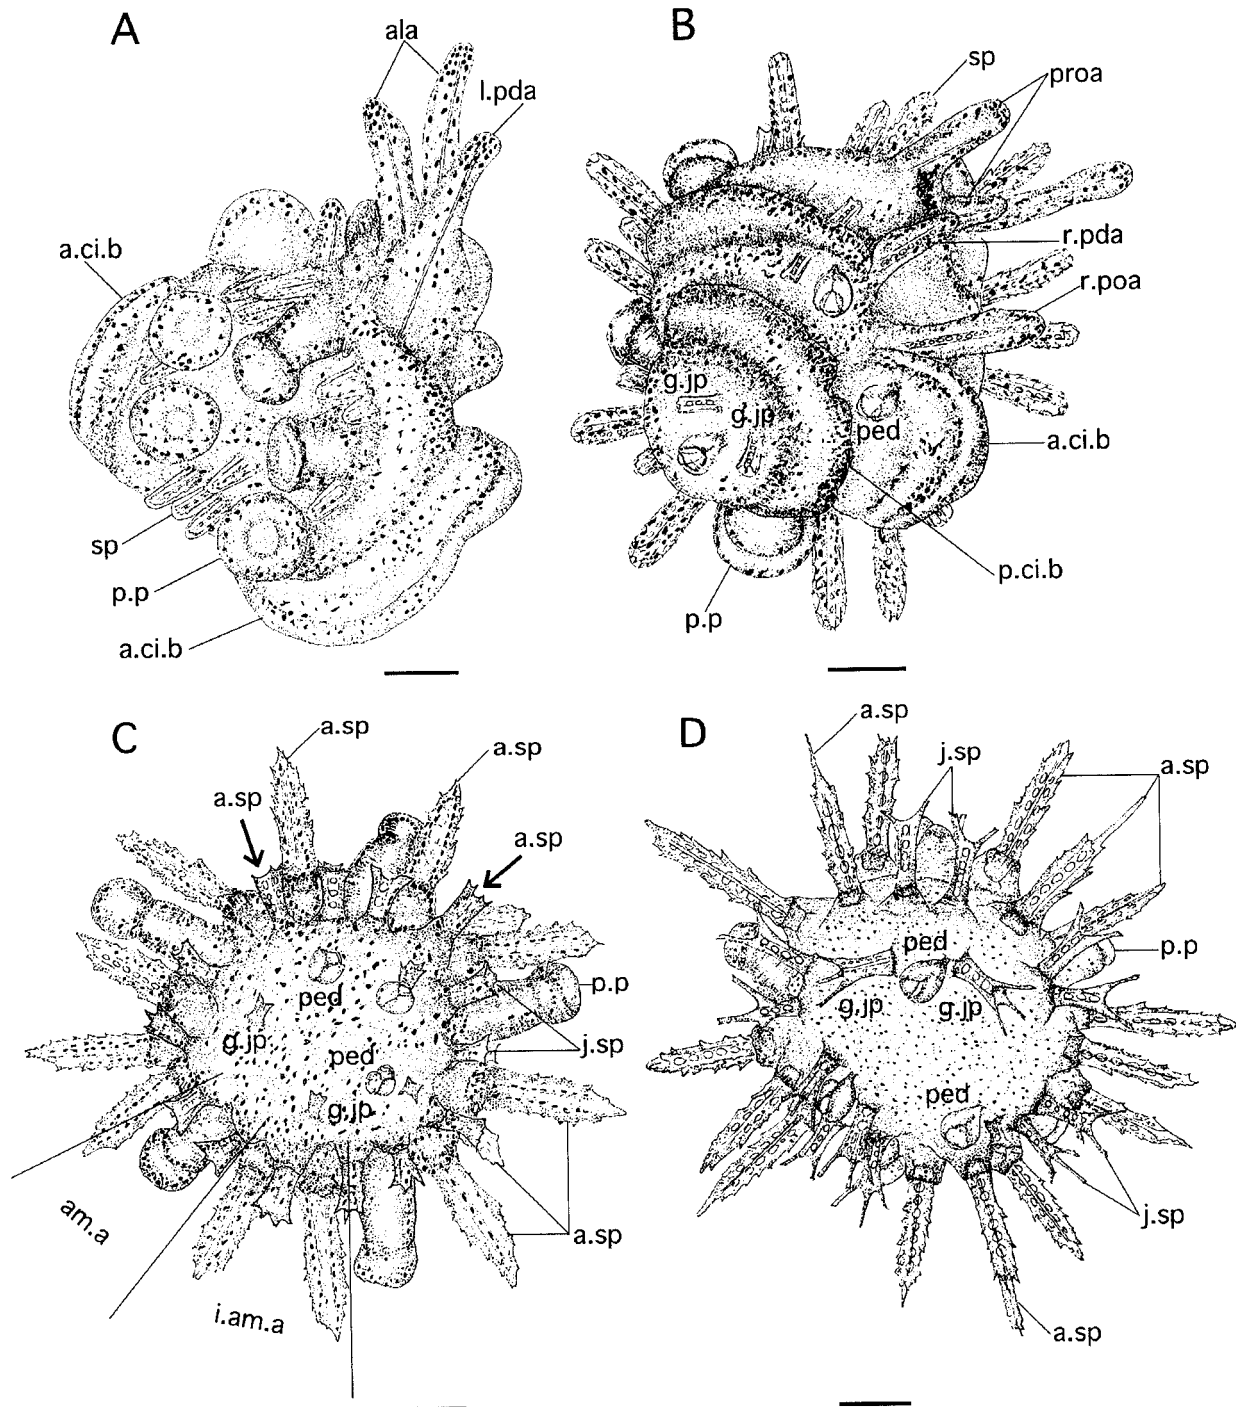 A
ala
l.pda
a.ci.b
sp
p.p
a.ci.b
B
sp
proa
r.pda
r.poa
g.jp
g.jp
ped
a.ci.b
p.ci.b
p.p
C
a.sp
a.sp
a.sp
a.sp
ped
p.p
g.jp
ped
j.sp
g.jp
am.a
i.am.a
a.sp
D
a.sp
j.sp
a.sp
ped
p.p
g.jp
g.jp
ped
j.sp
a.sp